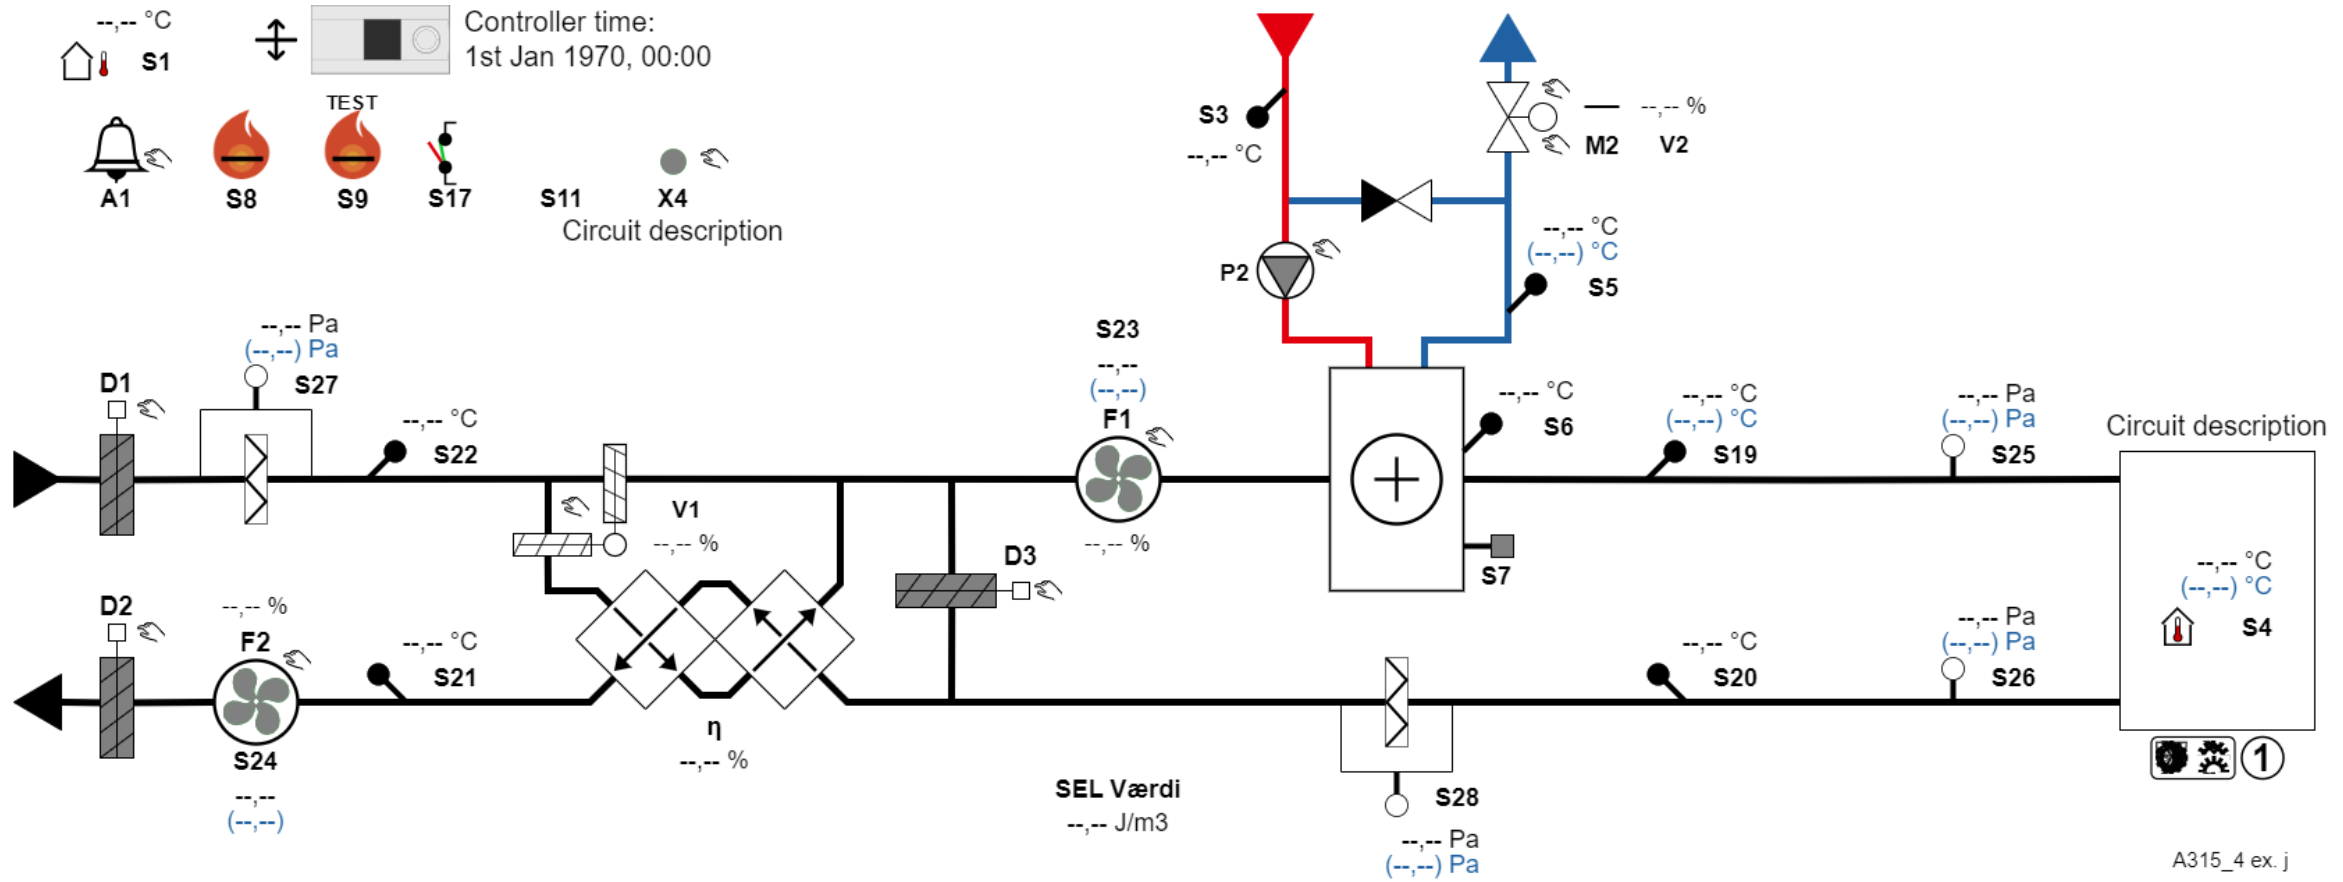 --,-- °C
S1
Controller time:
1st Jan 1970, 00:00
TEST
A1
S8
S9
S17
S11
X4
Circuit description
S3
--,-- °C
--,-- %
M2
V2
P2
--,-- °C
(--,--) °C
S5
--,-- Pa
(--,--) Pa
S27
D1
--,-- °C
S22
V1
--,-- %
S23
--,--
(--,--)
F1
--,-- %
--,-- °C
S6
S7
--,-- °C
(--,--) °C
S19
--,-- Pa
(--,--) Pa
S25
Circuit description
--,-- °C
(--,--) °C
S4
D3
D2
--,-- %
F2
S24
--,--
(--,--)
--,-- °C
S21
η
--,-- %
SEL Værdi
--,-- J/m3
S28
--,-- Pa
(--,--) Pa
--,-- °C
S20
--,-- Pa
(--,--) Pa
S26
1
A315_4 ex. j